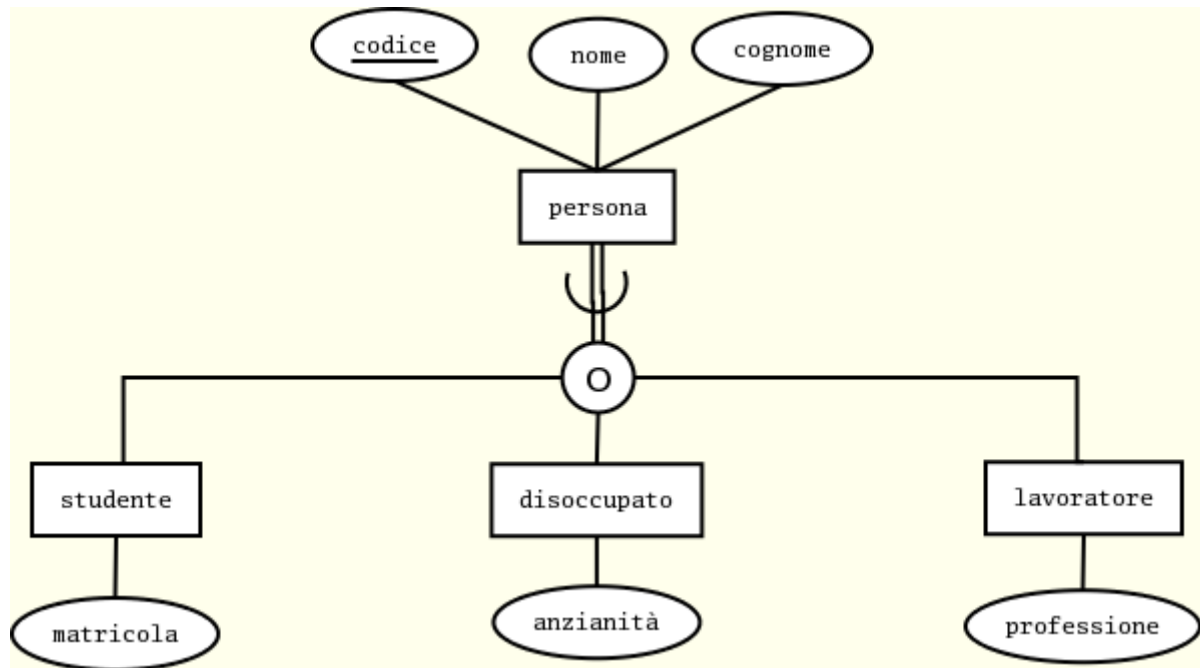 codice
nome
cognome
persona
O
studente
disoccupato
lavoratore
matricola
anzianità
professione